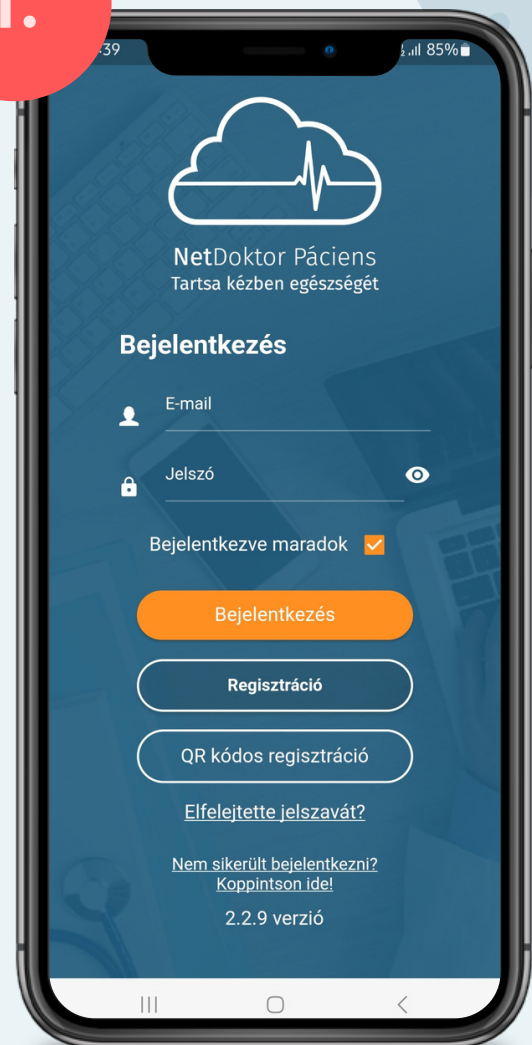 :39
85%
NetDoktor Páciens
Tartsa kézben egészségét
Bejelentkezés
E-mail
Jelszó
Bejelentkezve maradok
Bejelentkezés
Regisztráció
QR kódos regisztráció
Elfelejtette jelszavát?
Nem sikerült bejelentkezni?
Koppintson ide!
2.2.9 verzió